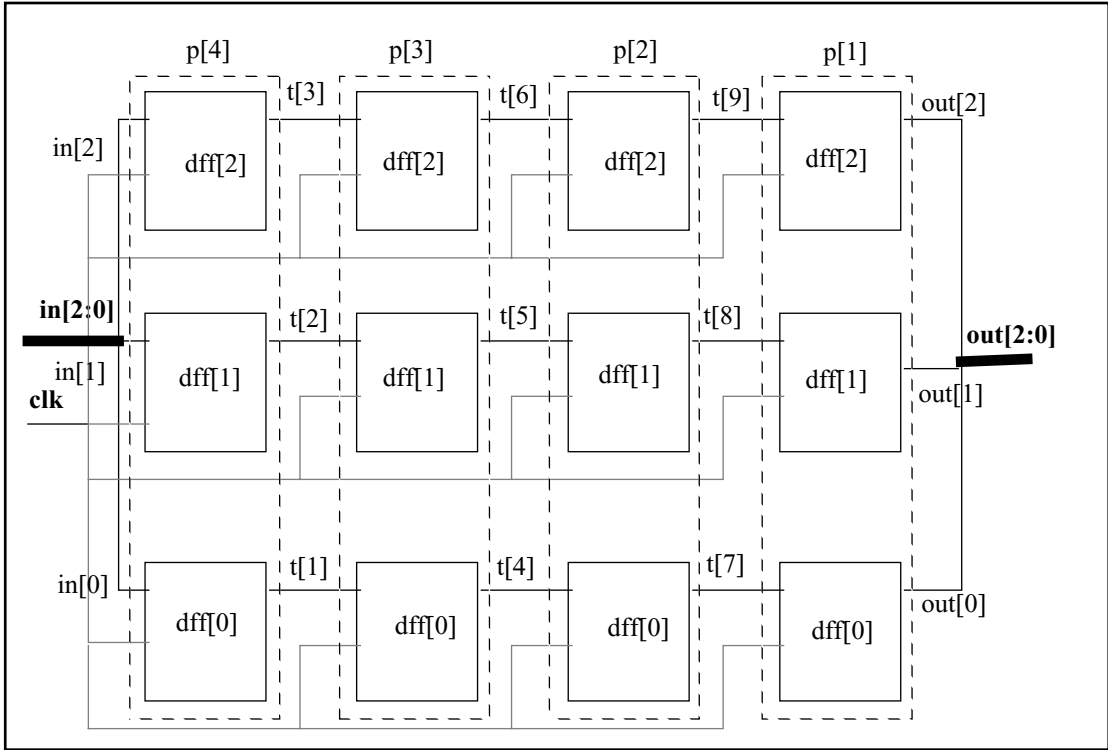 p[4] p[3] p[2] p[1]
t[3] t[6] t[9] out[2]
in[2] dff[2] dff[2] dff[2] dff[2]
in[2:0] t[2] t[5] t[8] out[2:0]
in[1] dff[1] dff[1] dff[1] dff[1] out[1]
clk
in[0] t[1] t[4] t[7] out[0]
dff[0] dff[0] dff[0] dff[0]